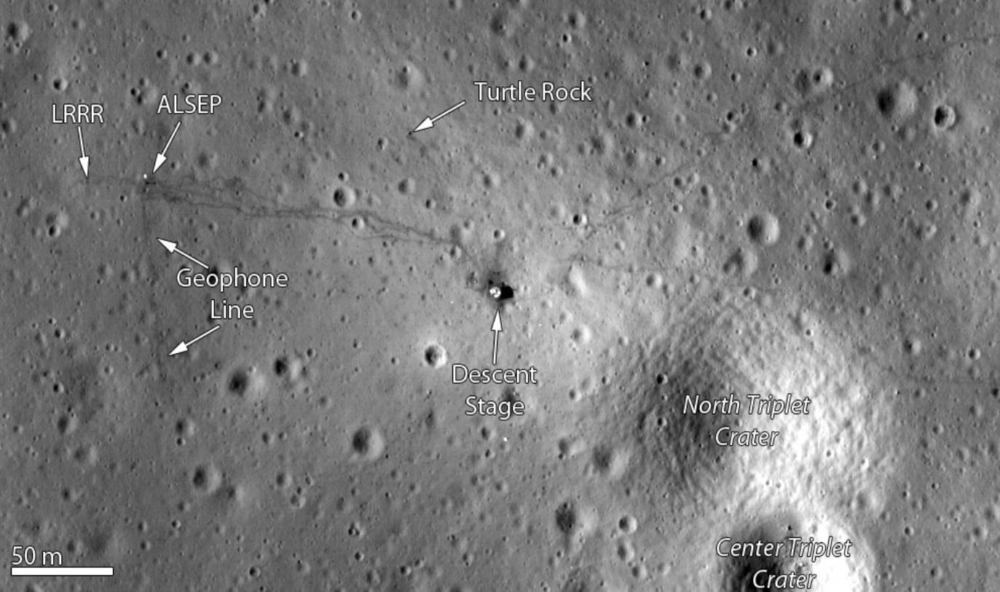 Turtle Rock
ALSEP
LRRR
Geophone
Line
Descent
Stage
North Triplet
Crater
Center Triplet
Crater
50 m